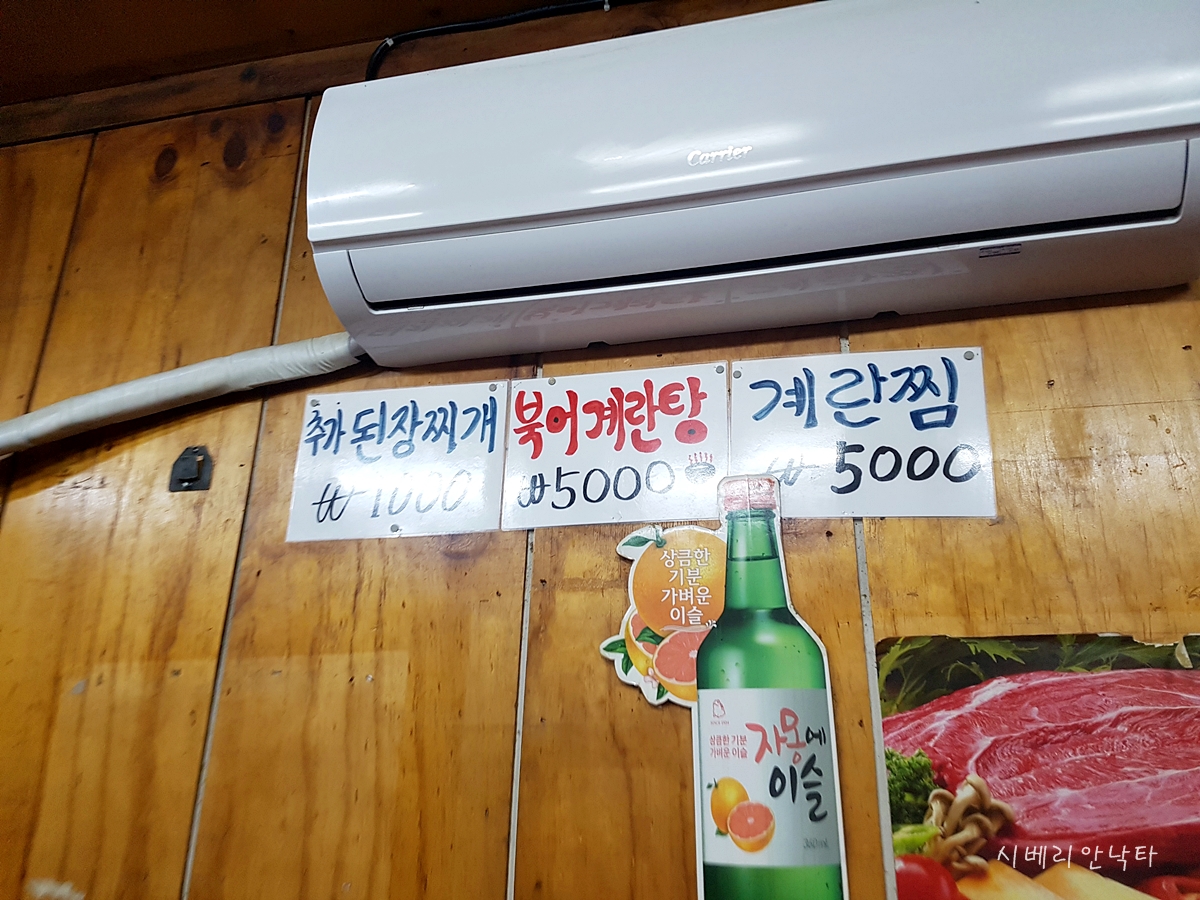 Carrier
추가 된장찌개
₩1000
북어계란탕
₩5000
계란찜
₩5000
상큼한
기분
가벼운
이슬
상큼한 기분
가벼운 이슬
자몽에
이슬
360mL
시베리안낙타